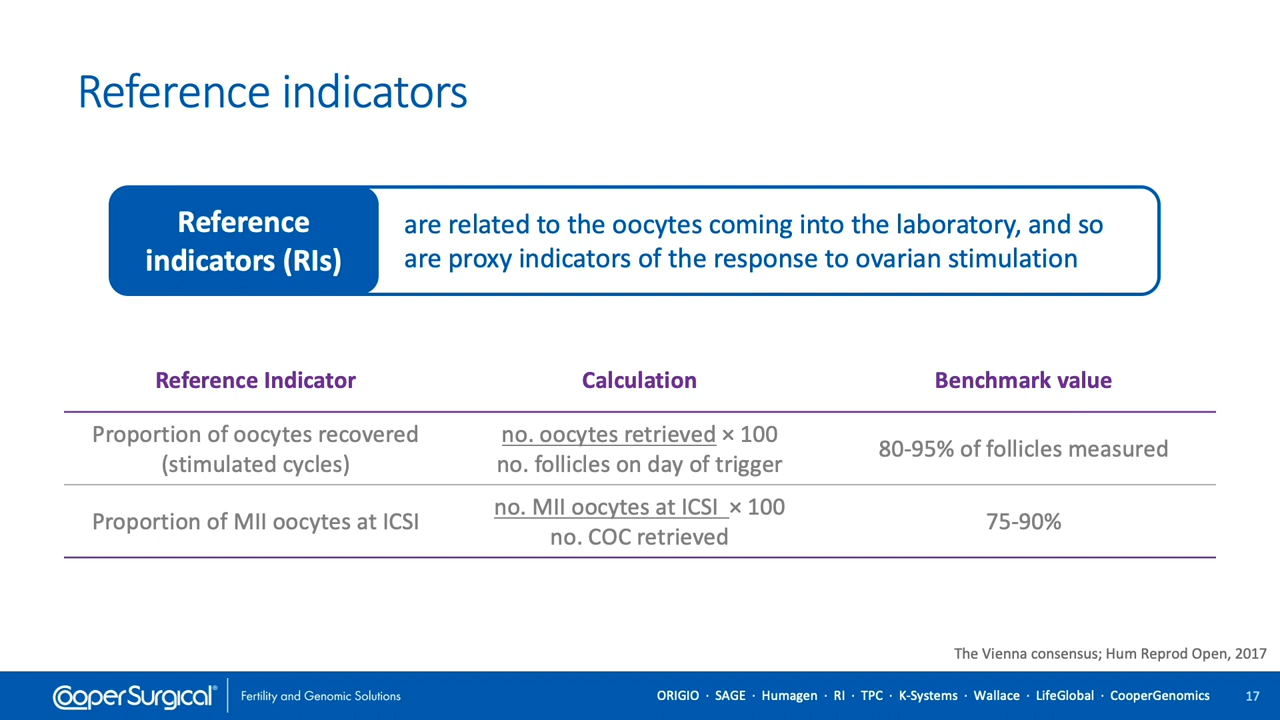 Reference indicators
Reference
indicators (RIs)
are related to the oocytes coming into the laboratory, and so
are proxy indicators of the response to ovarian stimulation
Reference Indicator
Calculation
Benchmark value
Proportion of oocytes recovered
(stimulated cycles)
no. oocytes retrieved × 100
no. follicles on day of trigger
80-95% of follicles measured
Proportion of MII oocytes at ICSI
no. MII oocytes at ICSI × 100
no. COC retrieved
75-90%
The Vienna consensus; Hum Reprod Open, 2017
CooperSurgical®
Fertility and Genomic Solutions
ORIGIO · SAGE · Humagen · RI · TPC · K-Systems · Wallace · LifeGlobal · CooperGenomics
17